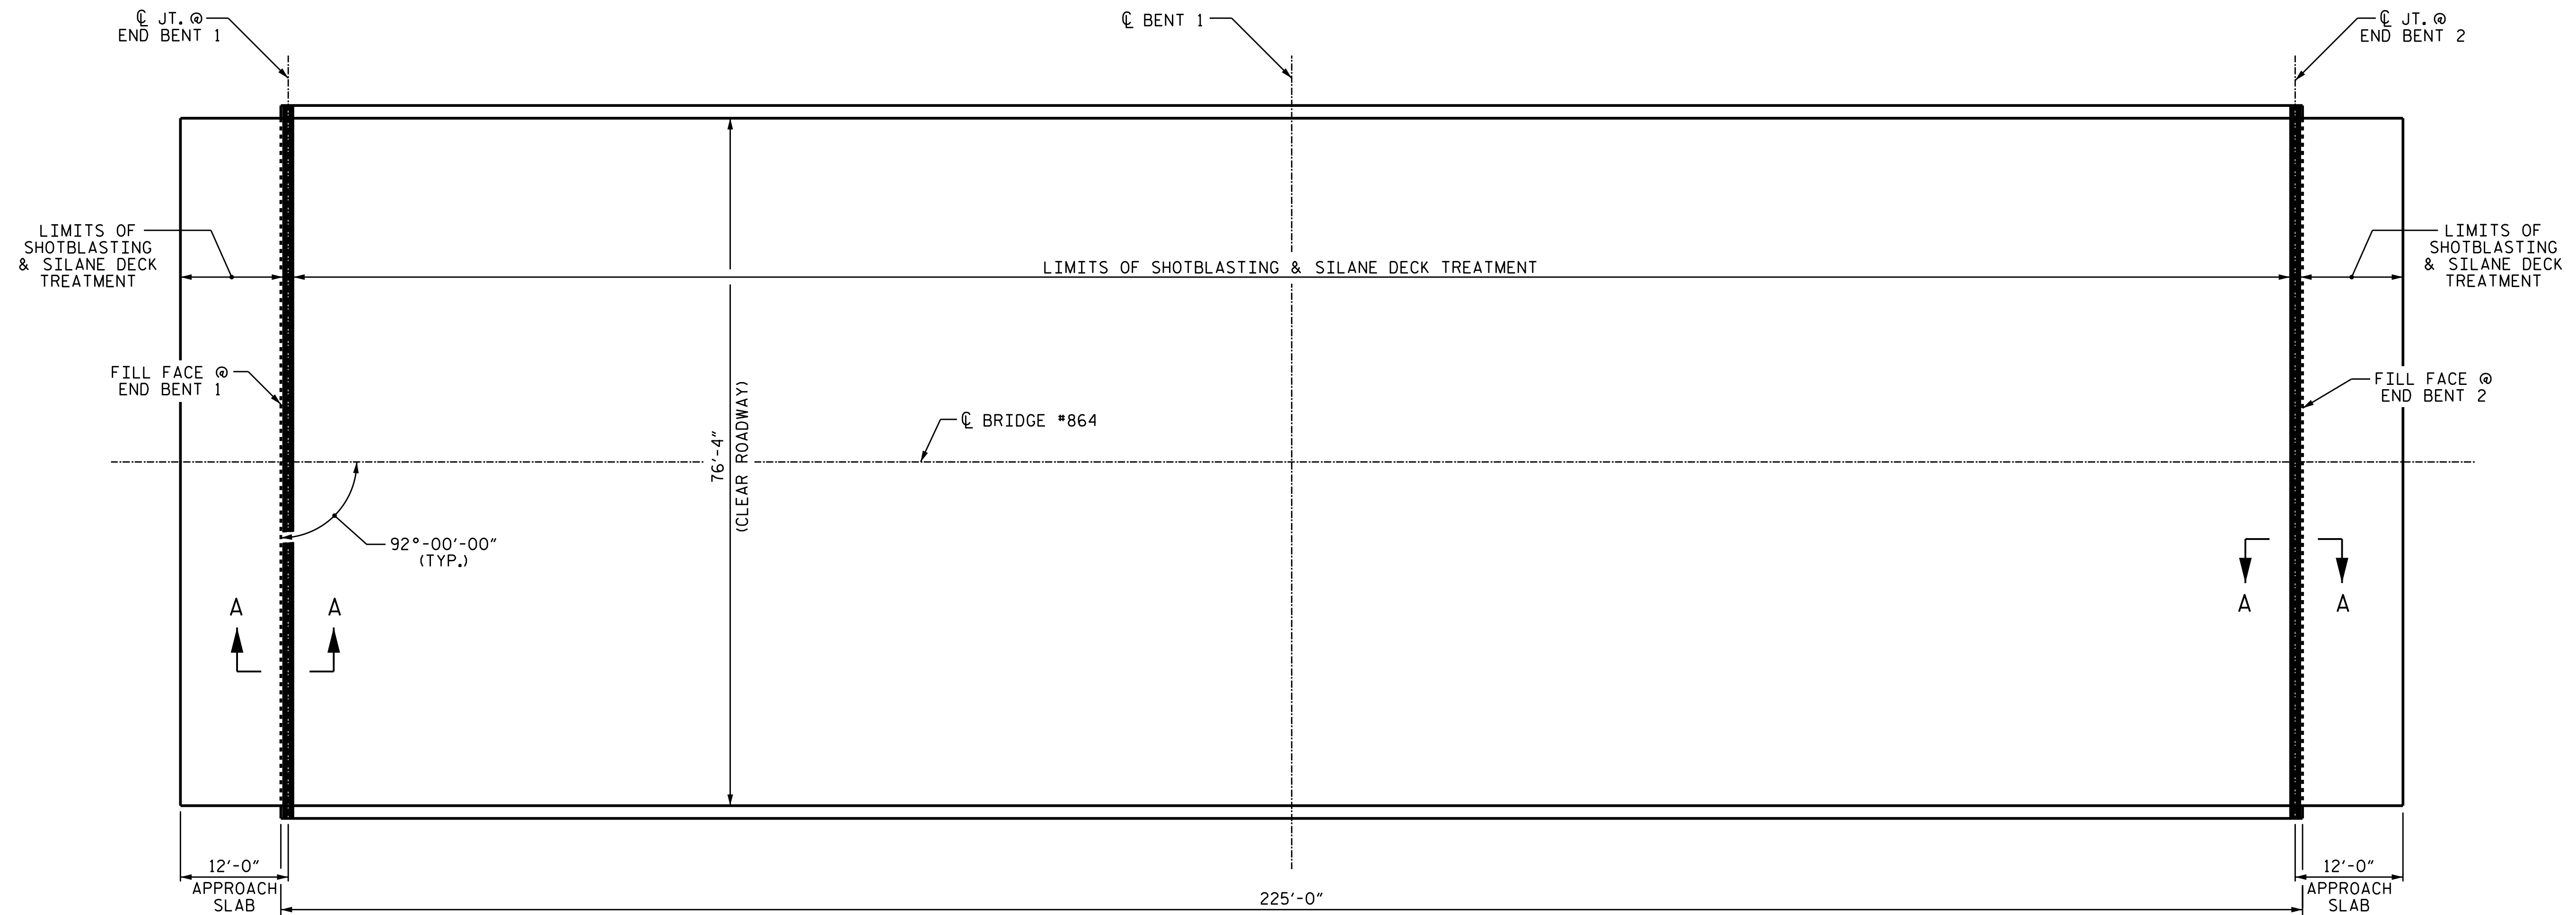 ℄ JT. @
END BENT 1
℄ BENT 1
℄ JT. @
END BENT 2
LIMITS OF
SHOTBLASTING
& SILANE DECK
TREATMENT
LIMITS OF SHOTBLASTING & SILANE DECK TREATMENT
LIMITS OF
SHOTBLASTING
& SILANE DECK
TREATMENT
FILL FACE @
END BENT 1
FILL FACE @
END BENT 2
76'-4"
(CLEAR ROADWAY)
℄ BRIDGE #864
92°-00'-00"
(TYP.)
A A
A A
12'-0"
APPROACH
SLAB
225'-0"
12'-0"
APPROACH
SLAB